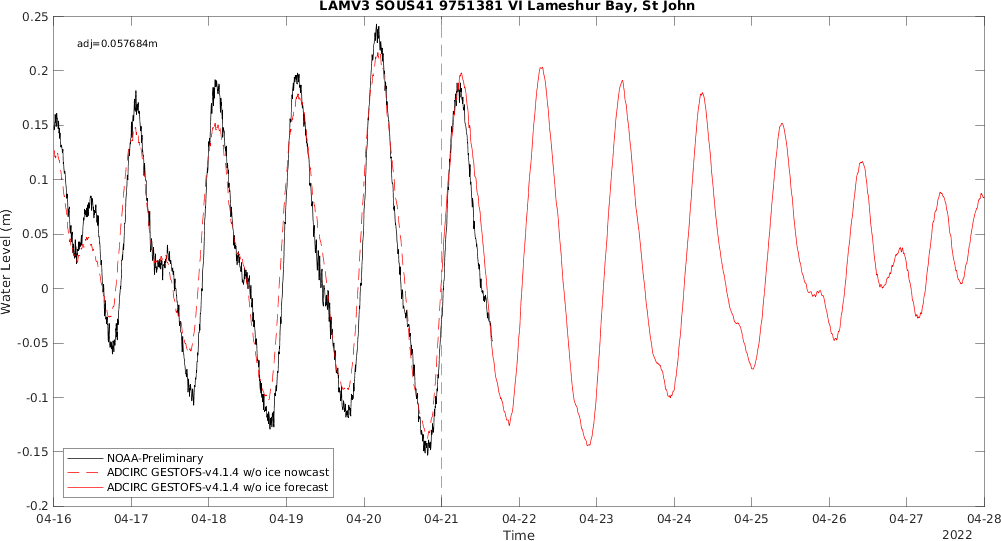 LAMV3 SOUS41 9751381 VI Lameshur Bay, St John
adj=0.057684m
0.25
0.2
0.15
0.1
0.05
0
-0.05
-0.1
-0.15
-0.2
Water Level (m)
NOAA-Preliminary
ADCIRC GESTOFS-v4.1.4 w/o ice nowcast
ADCIRC GESTOFS-v4.1.4 w/o ice forecast
04-16 04-17 04-18 04-19 04-20 04-21 04-22 04-23 04-24 04-25 04-26 04-27 04-28
Time
2022